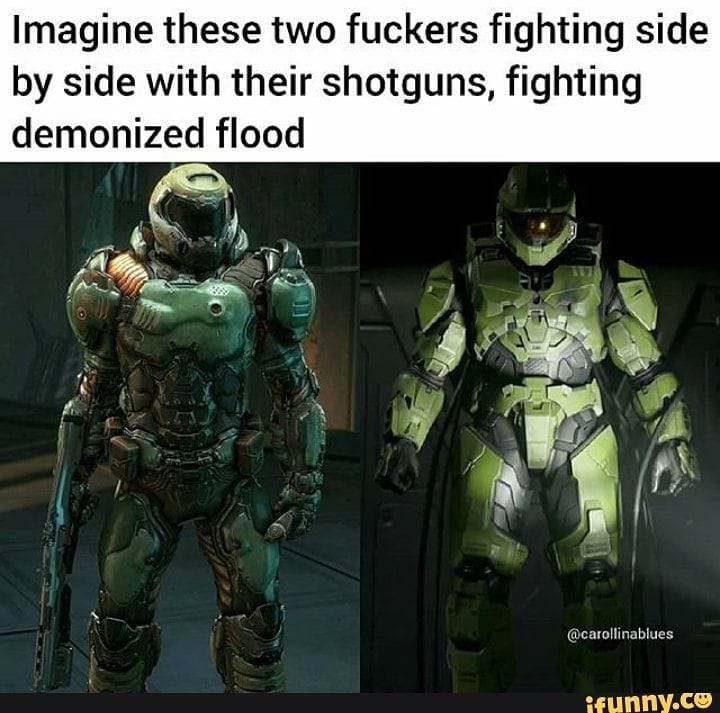 Imagine these two fuckers fighting side
by side with their shotguns, fighting
demonized flood
@carollinablues
ifunny.co